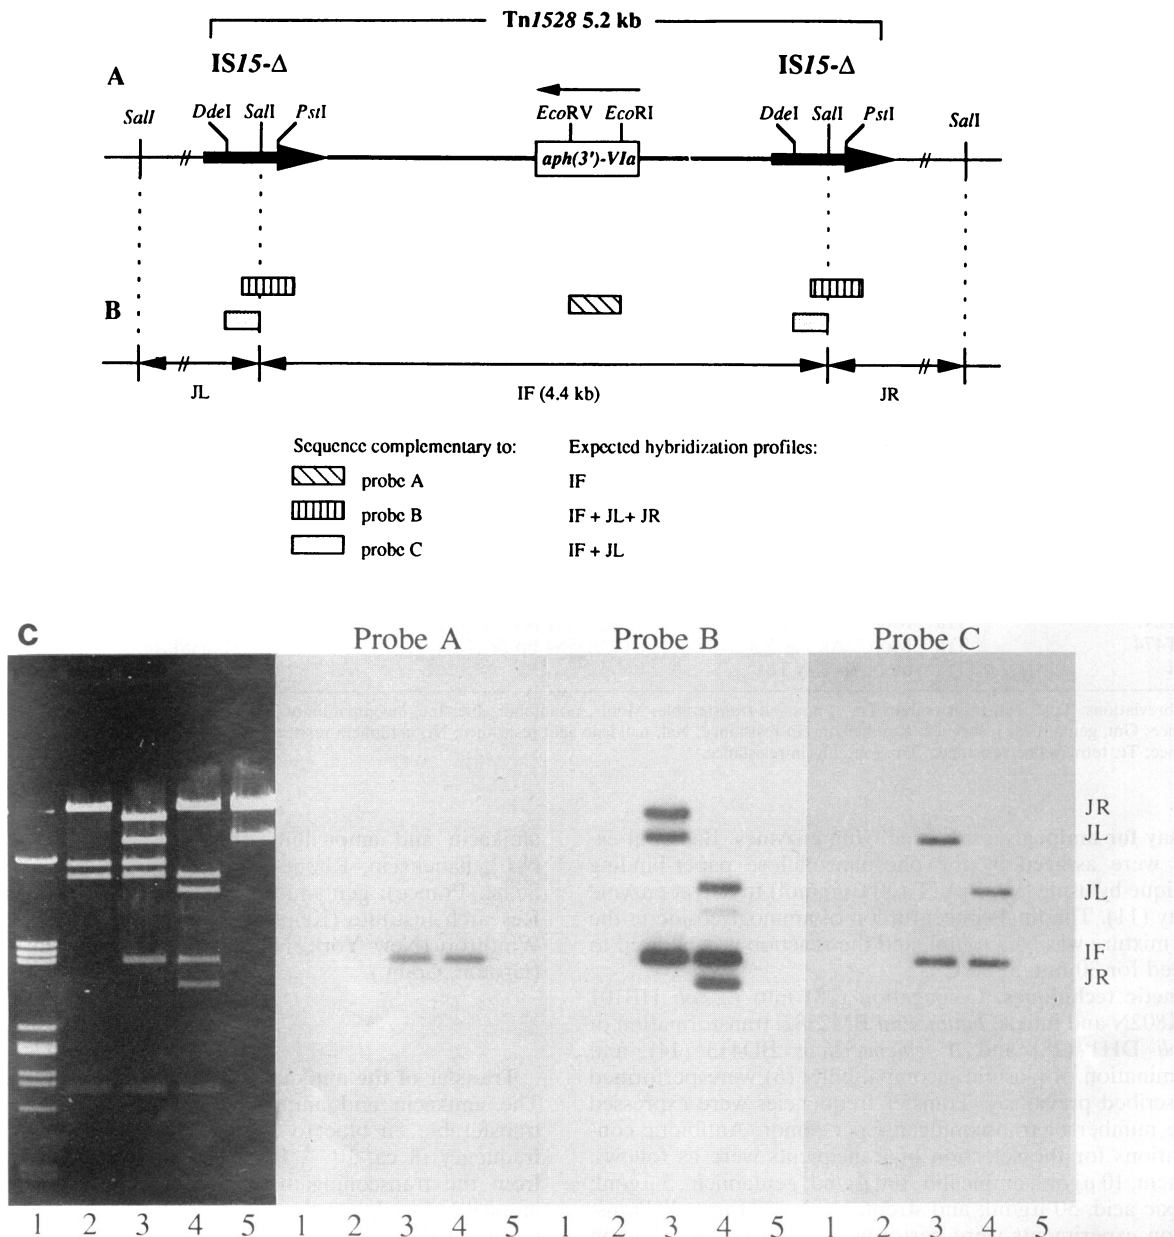 Tn1528 5.2 kb
IS15-Δ IS15-Δ
A
SalI DdeI SalI PstI EcoRV EcoRI DdeI SalI PstI SalI
aph(3')-VIa
B
JL IF (4.4 kb) JR
Sequence complementary to: Expected hybridization profiles:
probe A IF
probe B IF + JL+ JR
probe C IF + JL
C Probe A Probe B Probe C
JR
JL
JL
IF
JR
1 2 3 4 5 1 2 3 4 5 1 2 3 4 5 1 2 3 4 5